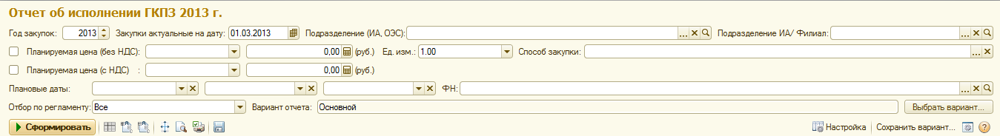 Отчет об исполнении ГКПЗ 2013 г.
Год закупок: 2013 Закупки актуальные на дату: 01.03.2013 Подразделение (ИА, ОЭС): ... Подразделение ИА/ Филиал: ...
Планируемая цена (без НДС): 0,00 (руб.) Ед. изм.: 1.00 Способ закупки: ...
Планируемая цена (с НДС) : 0,00 (руб.)
Плановые даты: ФН: ...
Отбор по регламенту: Все Вариант отчета: Основной Выбрать вариант...
Сформировать Настройка Сохранить вариант... ?